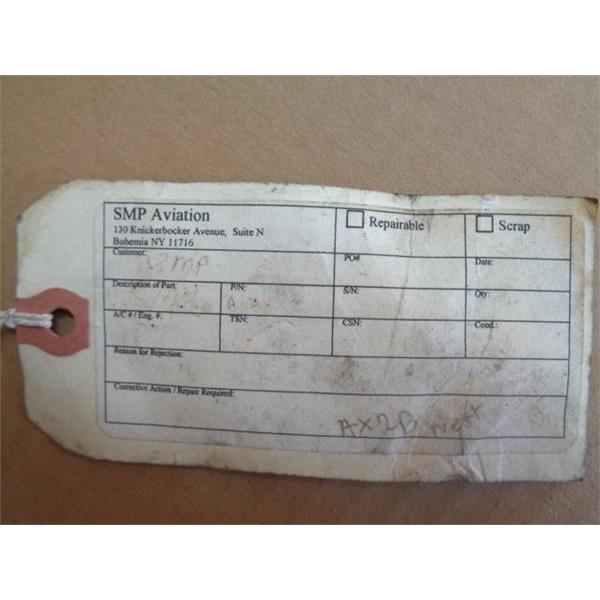 SMP Aviation
130 Knickerbocker Avenue, Suite N
Bohemia NY 11716
Repairable
Scrap
Customer:
SMP
PO#
Date:
Description of Part:
P/N:
S/N:
Qty:
A/C # / Eng. #:
TSN:
CSN:
Cond.:
Reason for Rejection:
Corrective Action / Repair Required:
AX2B